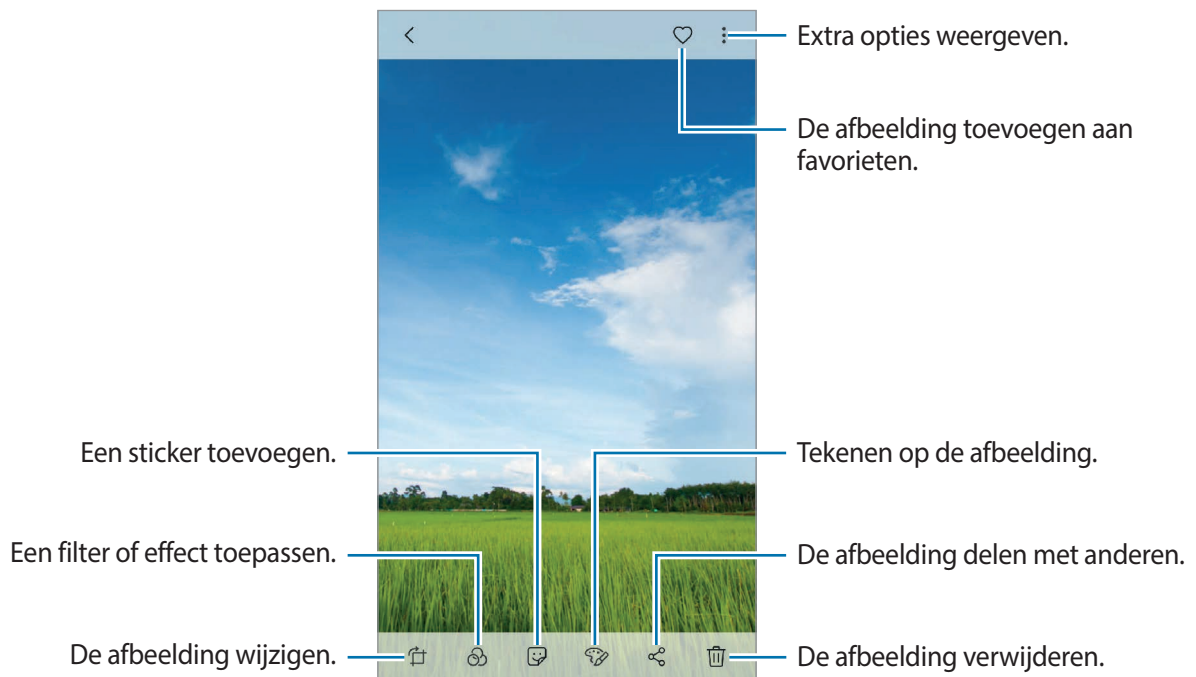 Extra opties weergeven.
De afbeelding toevoegen aan
favorieten.
Een sticker toevoegen.
Tekenen op de afbeelding.
Een filter of effect toepassen.
De afbeelding delen met anderen.
De afbeelding wijzigen.
De afbeelding verwijderen.